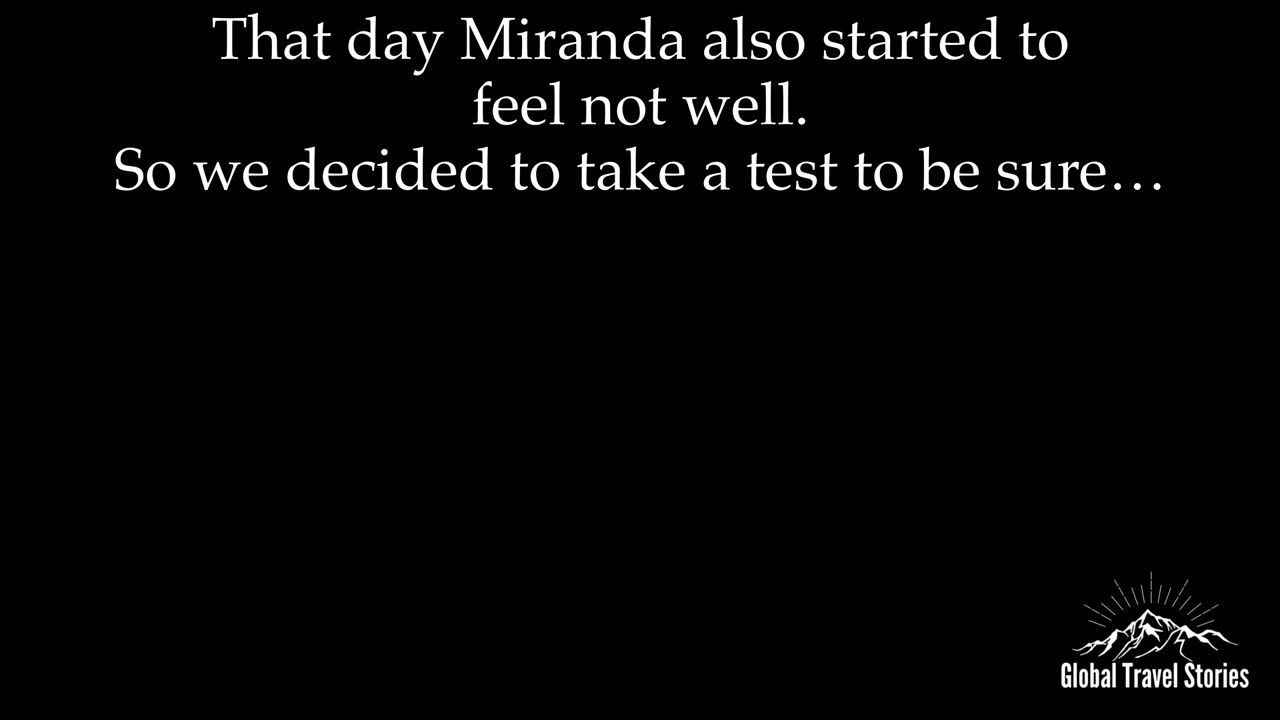 That day Miranda also started to
feel not well.
So we decided to take a test to be sure…
Global Travel Stories